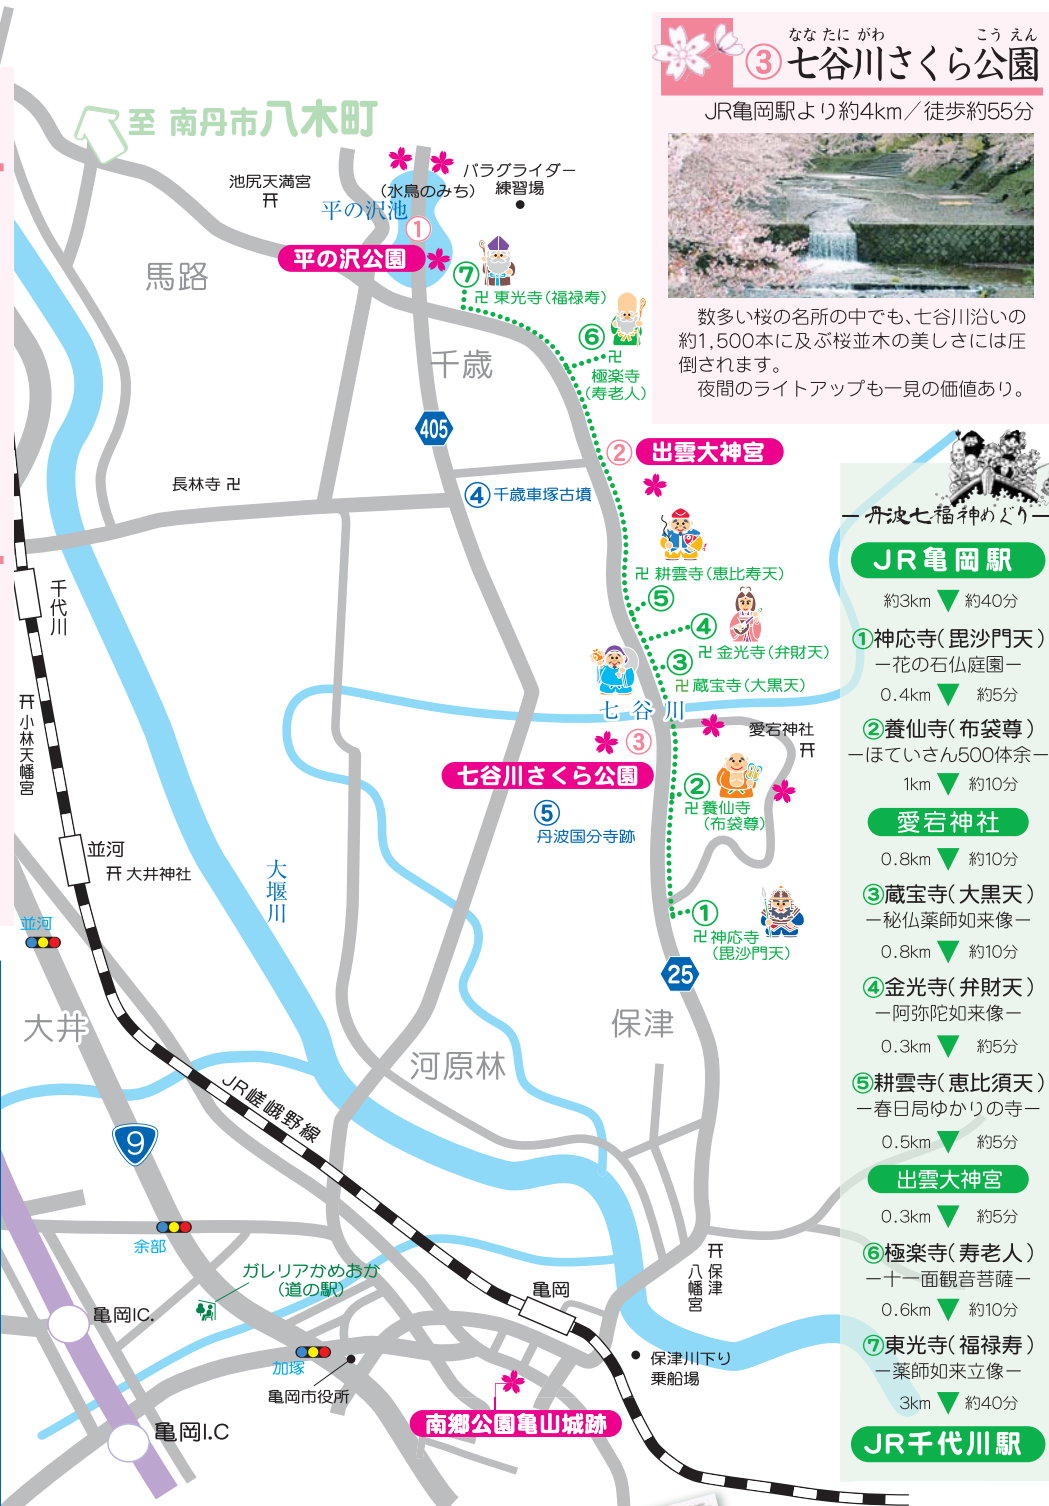 至 南丹市八木町
池尻天満宮
(水鳥のみち)
平の沢池
①
パラグライダー
練習場
平の沢公園
馬路
⑦
卍 東光寺(福禄寿)
⑥
卍
極楽寺
(寿老人)
千歳
405
② 出雲大神宮
長林寺 卍
④ 千歳車塚古墳
卍 耕雲寺(恵比寿天)
⑤
④
卍 金光寺(弁財天)
③
卍 蔵宝寺(大黒天)
七谷川
③
七谷川さくら公園
愛宕神社
②
卍 養仙寺
(布袋尊)
⑤
丹波国分寺跡
千代川
小林天満宮
並河
大井神社
並河
大堰川
①
卍 神応寺
(毘沙門天)
25
保津
大井
河原林
JR嵯峨野線
9
余部
ガレリアかめおか
(道の駅)
亀岡IC.
加塚
亀岡市役所
亀岡I.C
亀岡
保津
八幡宮
保津川下り
乗船場
南郷公園亀山城跡
なな たに がわ こう えん
③七谷川さくら公園
JR亀岡駅より約4km/徒歩約55分
数多い桜の名所の中でも、七谷川沿いの
約1,500本に及ぶ桜並木の美しさには圧
倒されます。
夜間のライトアップも一見の価値あり。
丹波七福神めぐり
JR亀岡駅
約3km ▼ 約40分
①神応寺(毘沙門天)
ー花の石仏庭園ー
0.4km ▼ 約5分
②養仙寺(布袋尊)
ーほていさん500体余ー
1km ▼ 約10分
愛宕神社
0.8km ▼ 約10分
③蔵宝寺(大黒天)
ー秘仏薬師如来像ー
0.8km ▼ 約10分
④金光寺(弁財天)
ー阿弥陀如来像ー
0.3km ▼ 約5分
⑤耕雲寺(恵比須天)
ー春日局ゆかりの寺ー
0.5km ▼ 約5分
出雲大神宮
0.3km ▼ 約5分
⑥極楽寺(寿老人)
ー十一面観音菩薩ー
0.6km ▼ 約10分
⑦東光寺(福禄寿)
ー薬師如来立像ー
3km ▼ 約40分
JR千代川駅